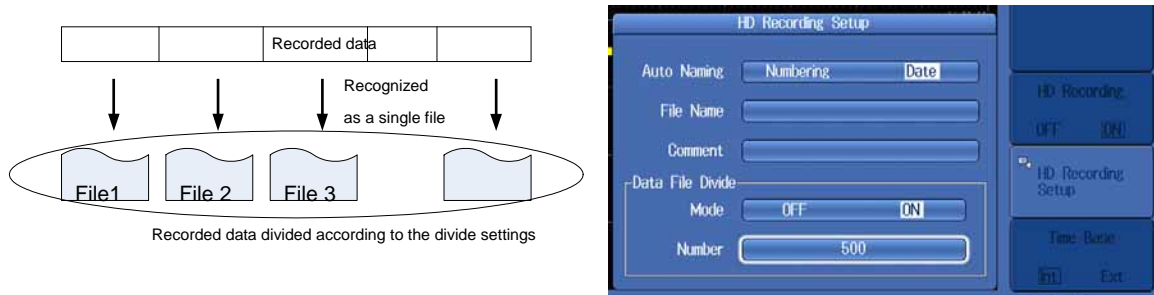 Recorded data
Recognized
as a single file
File1
File 2
File 3
Recorded data divided according to the divide settings
HD Recording Setup
Auto Naming Numbering Date
File Name
Comment
Data File Divide
Mode OFF ON
Number 500
HD Recording
OFF ON
HD Recording
Setup
Time Base
Int Ext